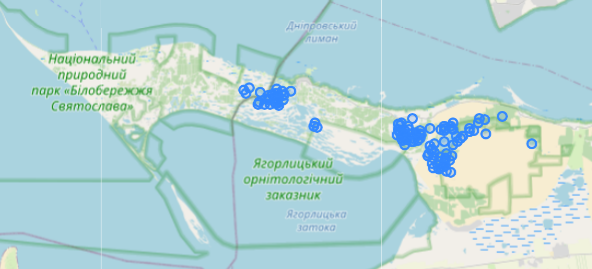 Дніпровський
лиман
Національний
природний
парк «Білобережжя
Святослава»
Ягорлицький
орнітологічний
заказник
Ягорлицька
затока